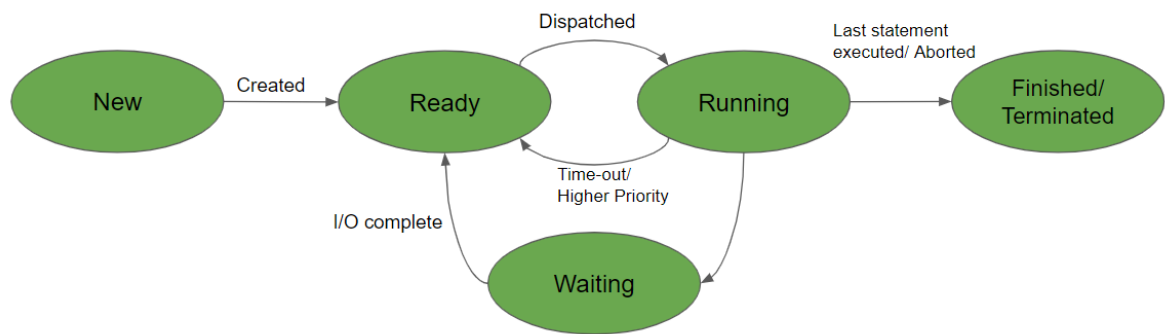 Dispatched
Last statement
executed/ Aborted
Created
New
Ready
Running
Finished/
Terminated
Time-out/
Higher Priority
I/O complete
Waiting